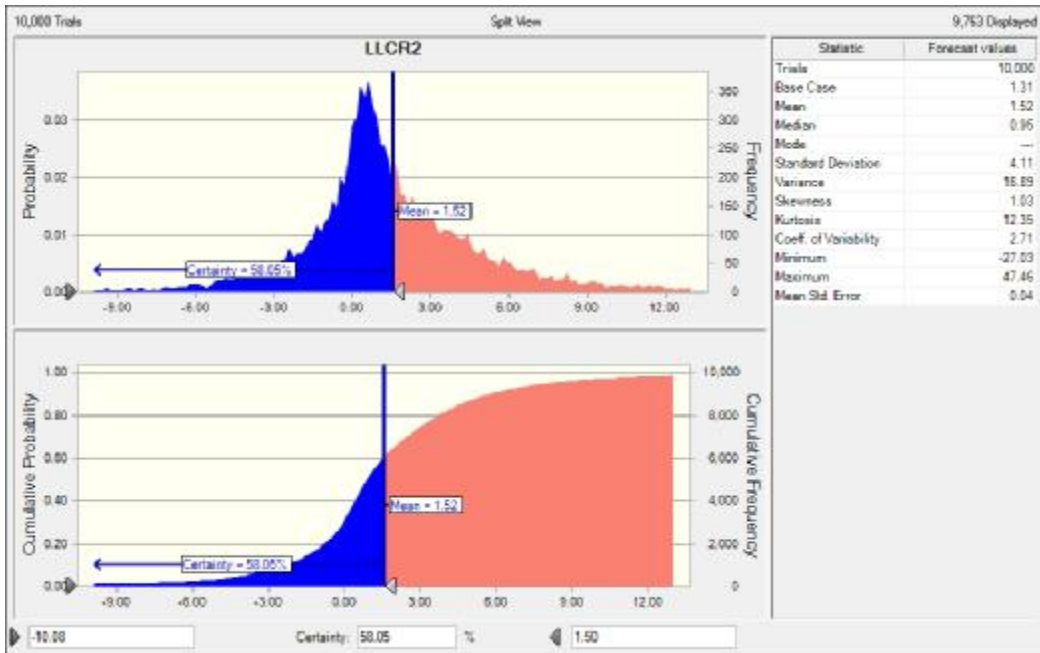 10,000 Trials Split View 9,763 Displayed
LLCR2
Probability
0.03
0.02
0.01
0.00
350
300
250
200
150
100
50
0
Frequency
Mean = 1.52
Certainty = 58.05%
-9.00 -6.00 -3.00 0.00 3.00 6.00 9.00 12.00
Cumulative Probability
1.00
0.80
0.60
0.40
0.20
0.00
10,000
8,000
6,000
4,000
2,000
0
Cumulative Frequency
Mean = 1.52
Certainty = 58.05%
-9.00 -6.00 -3.00 0.00 3.00 6.00 9.00 12.00
Statistic Forecast values
Trials 10,000
Base Case 1.31
Mean 1.52
Median 0.95
Mode ---
Standard Deviation 4.11
Variance 16.89
Skewness 1.03
Kurtosis 12.35
Coeff. of Variability 2.71
Minimum -27.03
Maximum 47.46
Mean Std. Error 0.04
-10.08 Certainty: 58.05 % 1.50